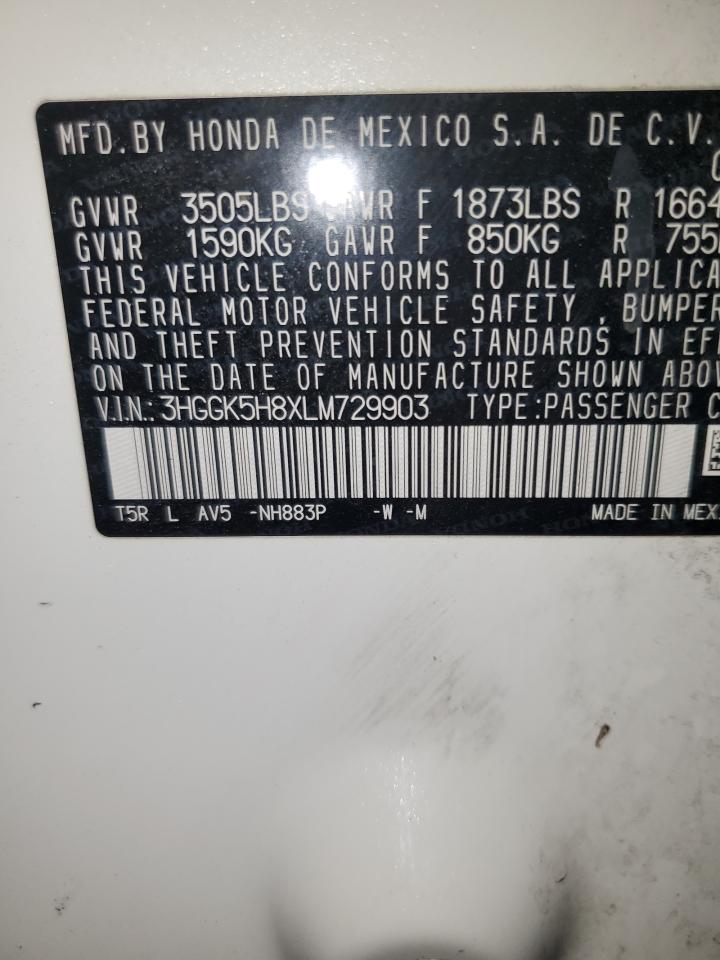 MFD. BY HONDA DE MEXICO S.A. DE C.V.
GVWR 3505LBS GAWR F 1873LBS R 1664
GVWR 1590KG GAWR F 850KG R 755
THIS VEHICLE CONFORMS TO ALL APPLICA
FEDERAL MOTOR VEHICLE SAFETY , BUMPER
AND THEFT PREVENTION STANDARDS IN EFF
ON THE DATE OF MANUFACTURE SHOWN ABOV
V.I.N.: 3HGGK5H8XLM729903 TYPE:PASSENGER C
T5R L AV5 -NH883P -W -M MADE IN MEX